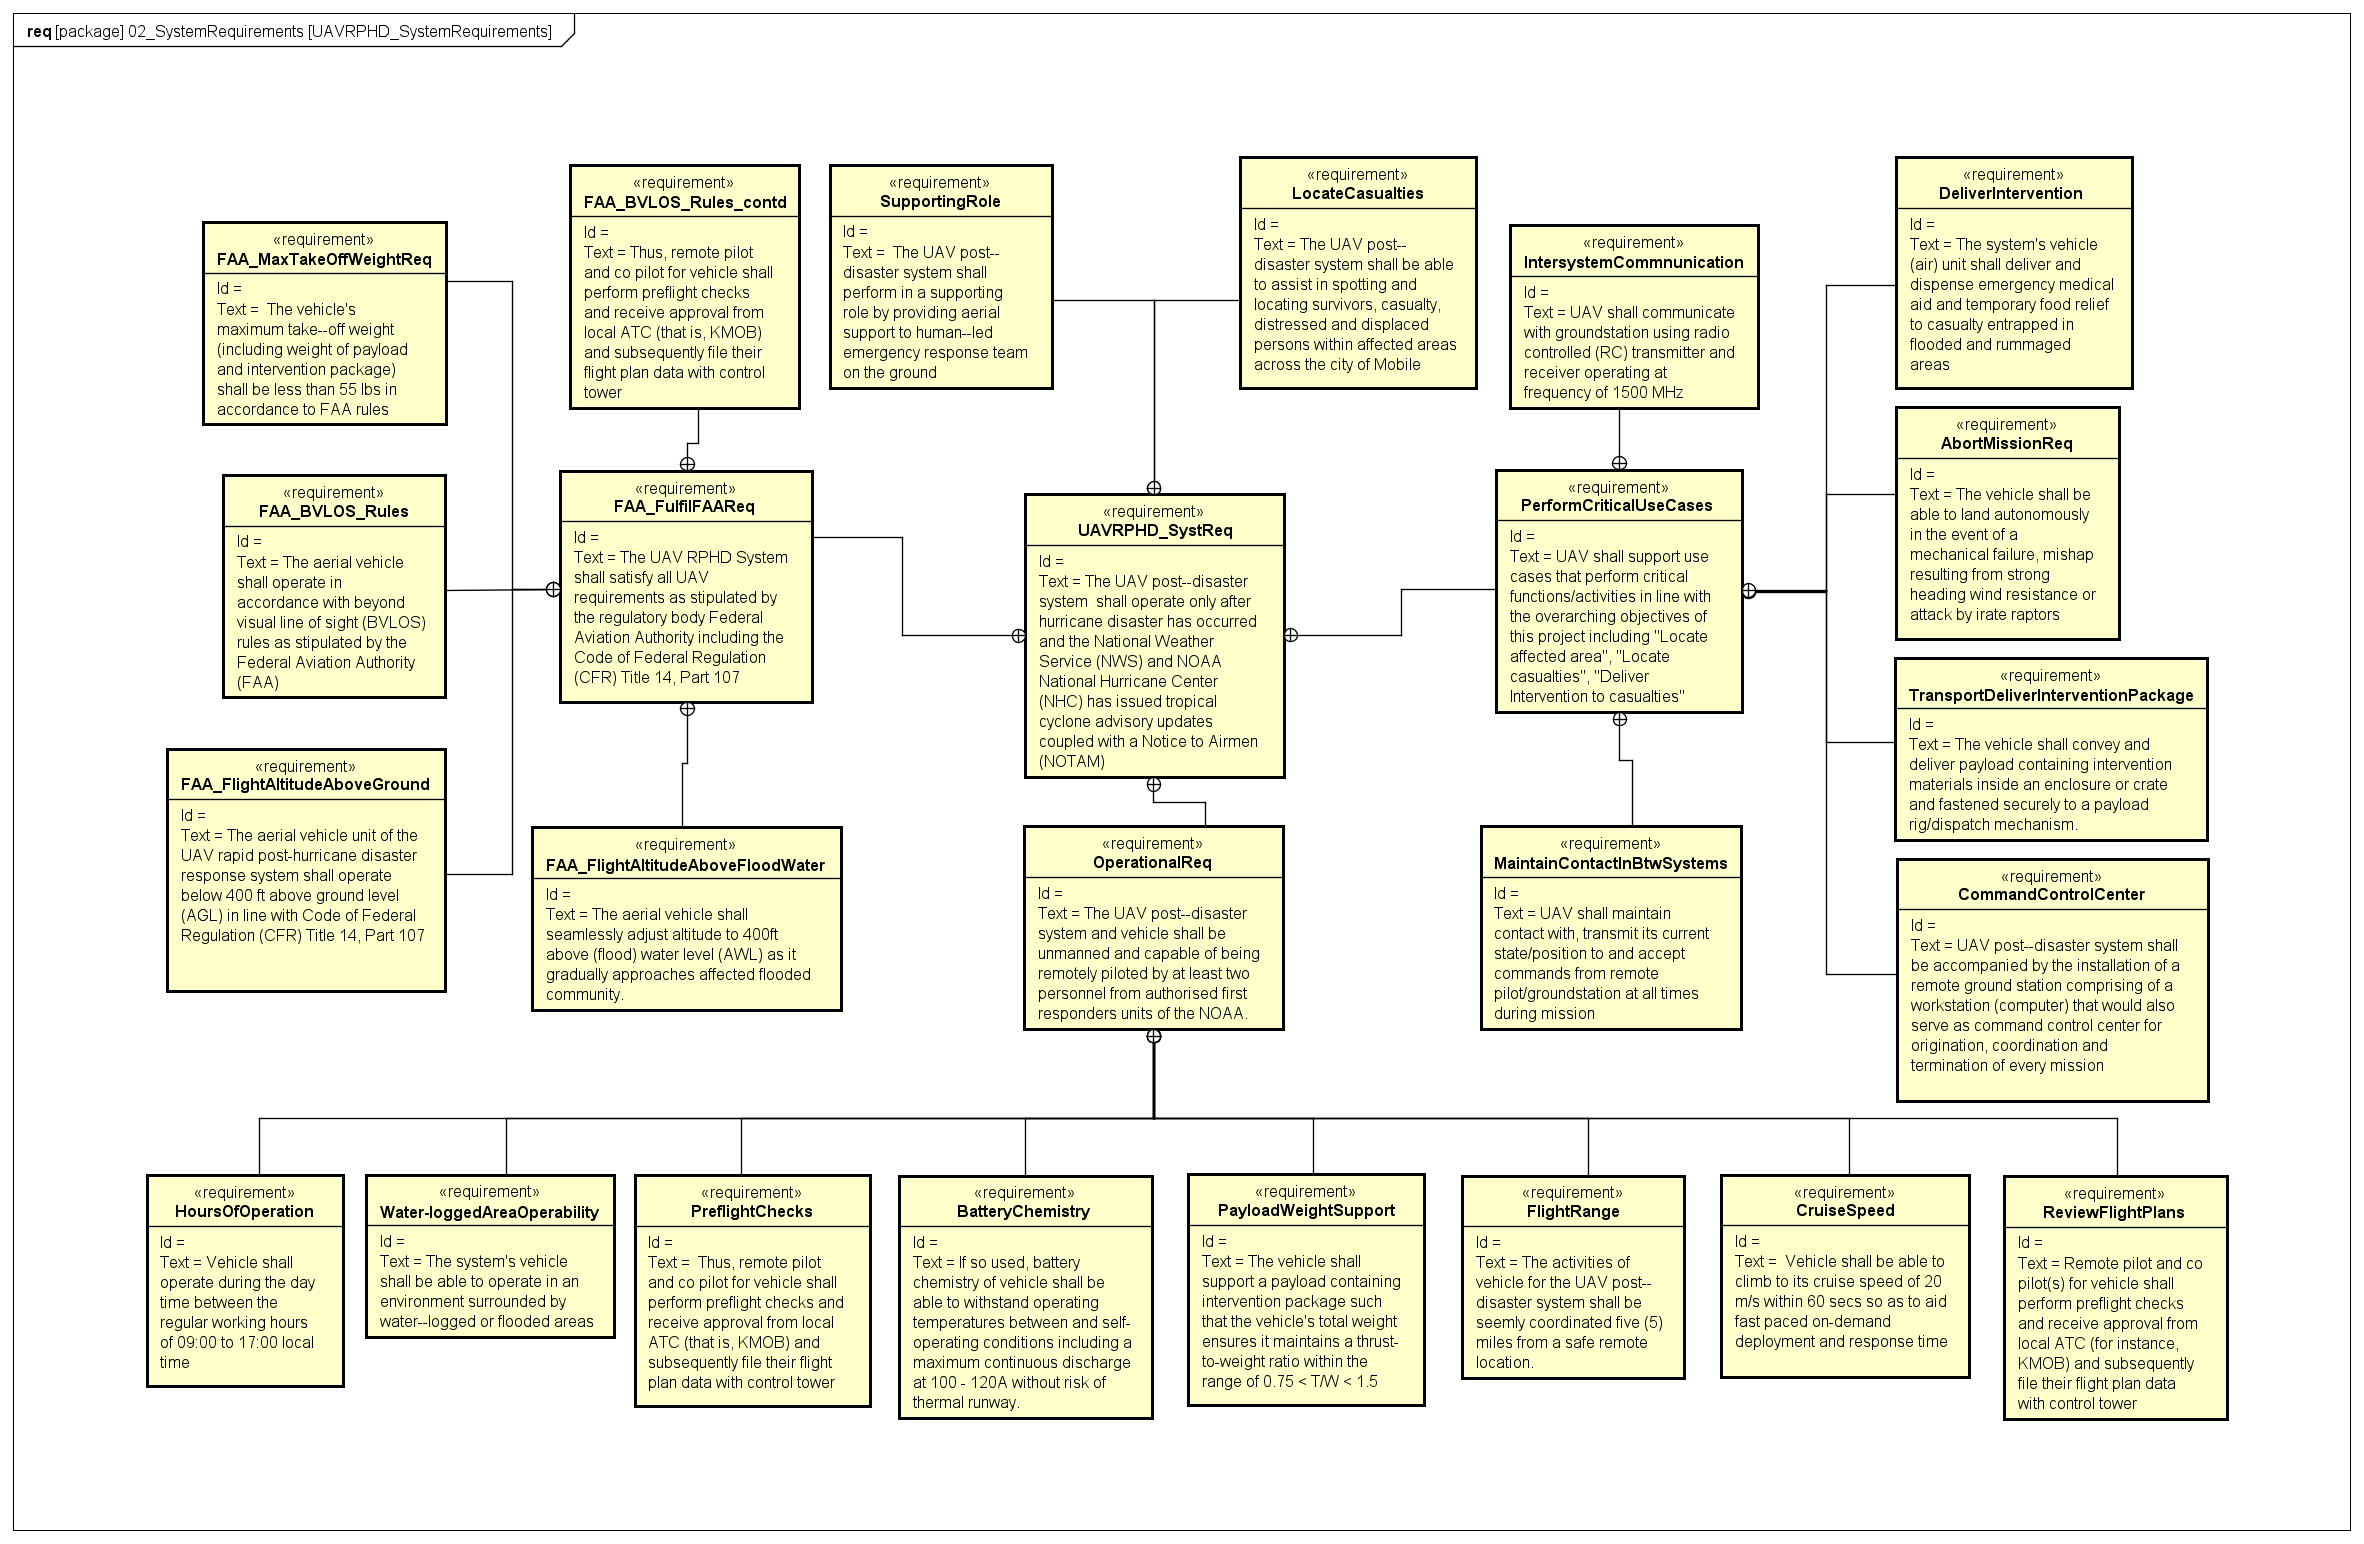 req [package] 02_SystemRequirements [UAVRPHD_SystemRequirements]
«requirement»
FAA_MaxTakeOffWeightReq
Id =
Text =  The vehicle's
maximum take--off weight
(including weight of payload
and intervention package)
shall be less than 55 lbs in
accordance to FAA rules
«requirement»
FAA_BVLOS_Rules_contd
Id =
Text = Thus, remote pilot
and co pilot for vehicle shall
perform preflight checks
and receive approval from
local ATC (that is, KMOB)
and subsequently file their
flight plan data with control
tower
«requirement»
SupportingRole
Id =
Text =  The UAV post--
disaster system shall
perform in a supporting
role by providing aerial
support to human--led
emergency response team
on the ground
«requirement»
LocateCasualties
Id =
Text = The UAV post--
disaster system shall be able
to assist in spotting and
locating survivors, casualty,
distressed and displaced
persons within affected areas
across the city of Mobile
«requirement»
IntersystemCommnunication
Id =
Text = UAV shall communicate
with groundstation using radio
controlled (RC) transmitter and
receiver operating at
frequency of 1500 MHz
«requirement»
DeliverIntervention
Id =
Text = The system's vehicle
(air) unit shall deliver and
dispense emergency medical
aid and temporary food relief
to casualty entrapped in
flooded and rummaged
areas
«requirement»
FAA_BVLOS_Rules
Id =
Text = The aerial vehicle
shall operate in
accordance with beyond
visual line of sight (BVLOS)
rules as stipulated by the
Federal Aviation Authority
(FAA)
«requirement»
FAA_FulfilFAAReq
Id =
Text = The UAV RPHD System
shall satisfy all UAV
requirements as stipulated by
the regulatory body Federal
Aviation Authority including the
Code of Federal Regulation
(CFR) Title 14, Part 107
«requirement»
UAVRPHD_SystReq
Id =
Text = The UAV post--disaster
system  shall operate only after
hurricane disaster has occurred
and the National Weather
Service (NWS) and NOAA
National Hurricane Center
(NHC) has issued tropical
cyclone advisory updates
coupled with a Notice to Airmen
(NOTAM)
«requirement»
PerformCriticalUseCases
Id =
Text = UAV shall support use
cases that perform critical
functions/activities in line with
the overarching objectives of
this project including "Locate
affected area", "Locate
casualties", "Deliver
Intervention to casualties"
«requirement»
AbortMissionReq
Id =
Text = The vehicle shall be
able to land autonomously
in the event of a
mechanical failure, mishap
resulting from strong
heading wind resistance or
attack by irate raptors
«requirement»
TransportDeliverInterventionPackage
Id =
Text = The vehicle shall convey and
deliver payload containing intervention
materials inside an enclosure or crate
and fastened securely to a payload
rig/dispatch mechanism.
«requirement»
FAA_FlightAltitudeAboveGround
Id =
Text = The aerial vehicle unit of the
UAV rapid post-hurricane disaster
response system shall operate
below 400 ft above ground level
(AGL) in line with Code of Federal
Regulation (CFR) Title 14, Part 107
«requirement»
FAA_FlightAltitudeAboveFloodWater
Id =
Text = The aerial vehicle shall
seamlessly adjust altitude to 400ft
above (flood) water level (AWL) as it
gradually approaches affected flooded
community.
«requirement»
OperationalReq
Id =
Text = The UAV post--disaster
system and vehicle shall be
unmanned and capable of being
remotely piloted by at least two
personnel from authorised first
responders units of the NOAA.
«requirement»
MaintainContactInBtwSystems
Id =
Text = UAV shall maintain
contact with, transmit its current
state/position to and accept
commands from remote
pilot/groundstation at all times
during mission
«requirement»
CommandControlCenter
Id =
Text = UAV post--disaster system shall
be accompanied by the installation of a
remote ground station comprising of a
workstation (computer) that would also
serve as command control center for
origination, coordination and
termination of every mission
«requirement»
HoursOfOperation
Id =
Text = Vehicle shall
operate during the day
time between the
regular working hours
of 09:00 to 17:00 local
time
«requirement»
Water-loggedAreaOperability
Id =
Text = The system's vehicle
shall be able to operate in an
environment surrounded by
water--logged or flooded areas
«requirement»
PreflightChecks
Id =
Text =  Thus, remote pilot
and co pilot for vehicle shall
perform preflight checks and
receive approval from local
ATC (that is, KMOB) and
subsequently file their flight
plan data with control tower
«requirement»
BatteryChemistry
Id =
Text = If so used, battery
chemistry of vehicle shall be
able to withstand operating
temperatures between and self-
operating conditions including a
maximum continuous discharge
at 100 - 120A without risk of
thermal runway.
«requirement»
PayloadWeightSupport
Id =
Text = The vehicle shall
support a payload containing
intervention package such
that the vehicle's total weight
ensures it maintains a thrust-
to-weight ratio within the
range of 0.75 < T/W < 1.5
«requirement»
FlightRange
Id =
Text = The activities of
vehicle for the UAV post--
disaster system shall be
seemly coordinated five (5)
miles from a safe remote
location.
«requirement»
CruiseSpeed
Id =
Text =  Vehicle shall be able to
climb to its cruise speed of 20
m/s within 60 secs so as to aid
fast paced on-demand
deployment and response time
«requirement»
ReviewFlightPlans
Id =
Text = Remote pilot and co
pilot(s) for vehicle shall
perform preflight checks
and receive approval from
local ATC (for instance,
KMOB) and subsequently
file their flight plan data
with control tower